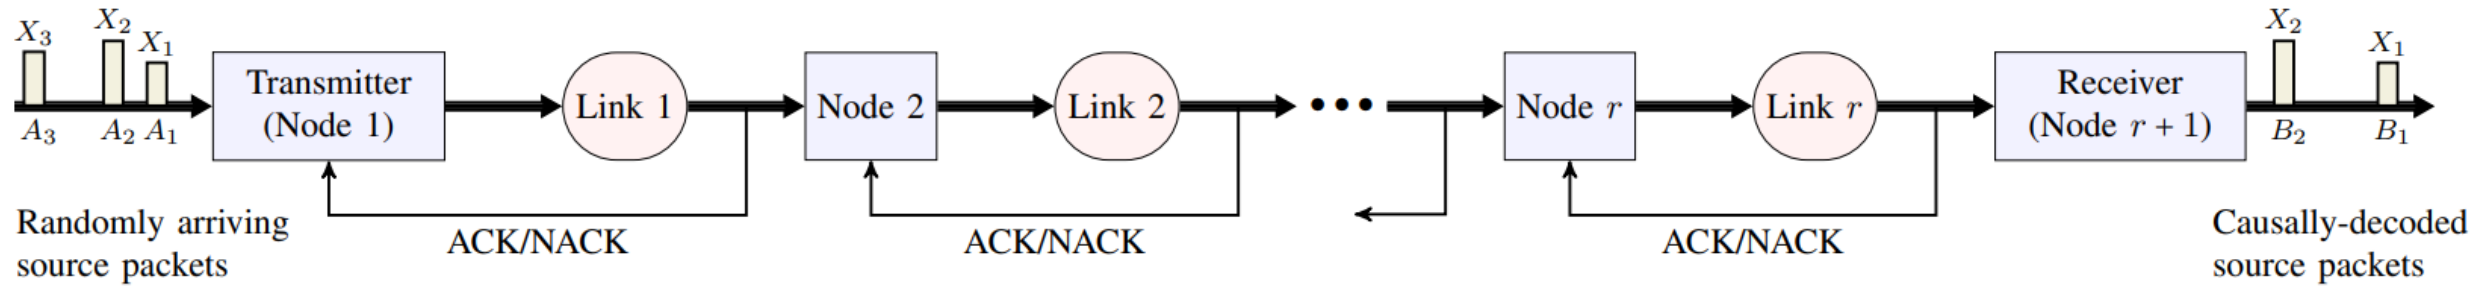 X₃
X₂
X₁
A₃
A₂
A₁
Transmitter
(Node 1)
Link 1
Node 2
Link 2
•••
Node r
Link r
Receiver
(Node r + 1)
X₂
X₁
B₂
B₁
Randomly arriving
source packets
ACK/NACK
ACK/NACK
ACK/NACK
Causally-decoded
source packets